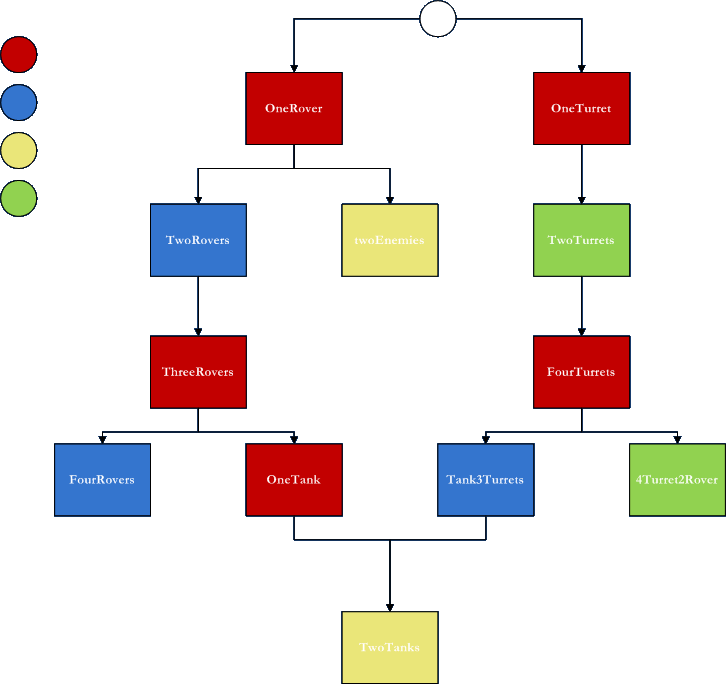 OneRover
OneTurret
TwoRovers
twoEnemies
TwoTurrets
ThreeRovers
FourTurrets
FourRovers
OneTank
Tank3Turrets
4Turret2Rover
TwoTanks